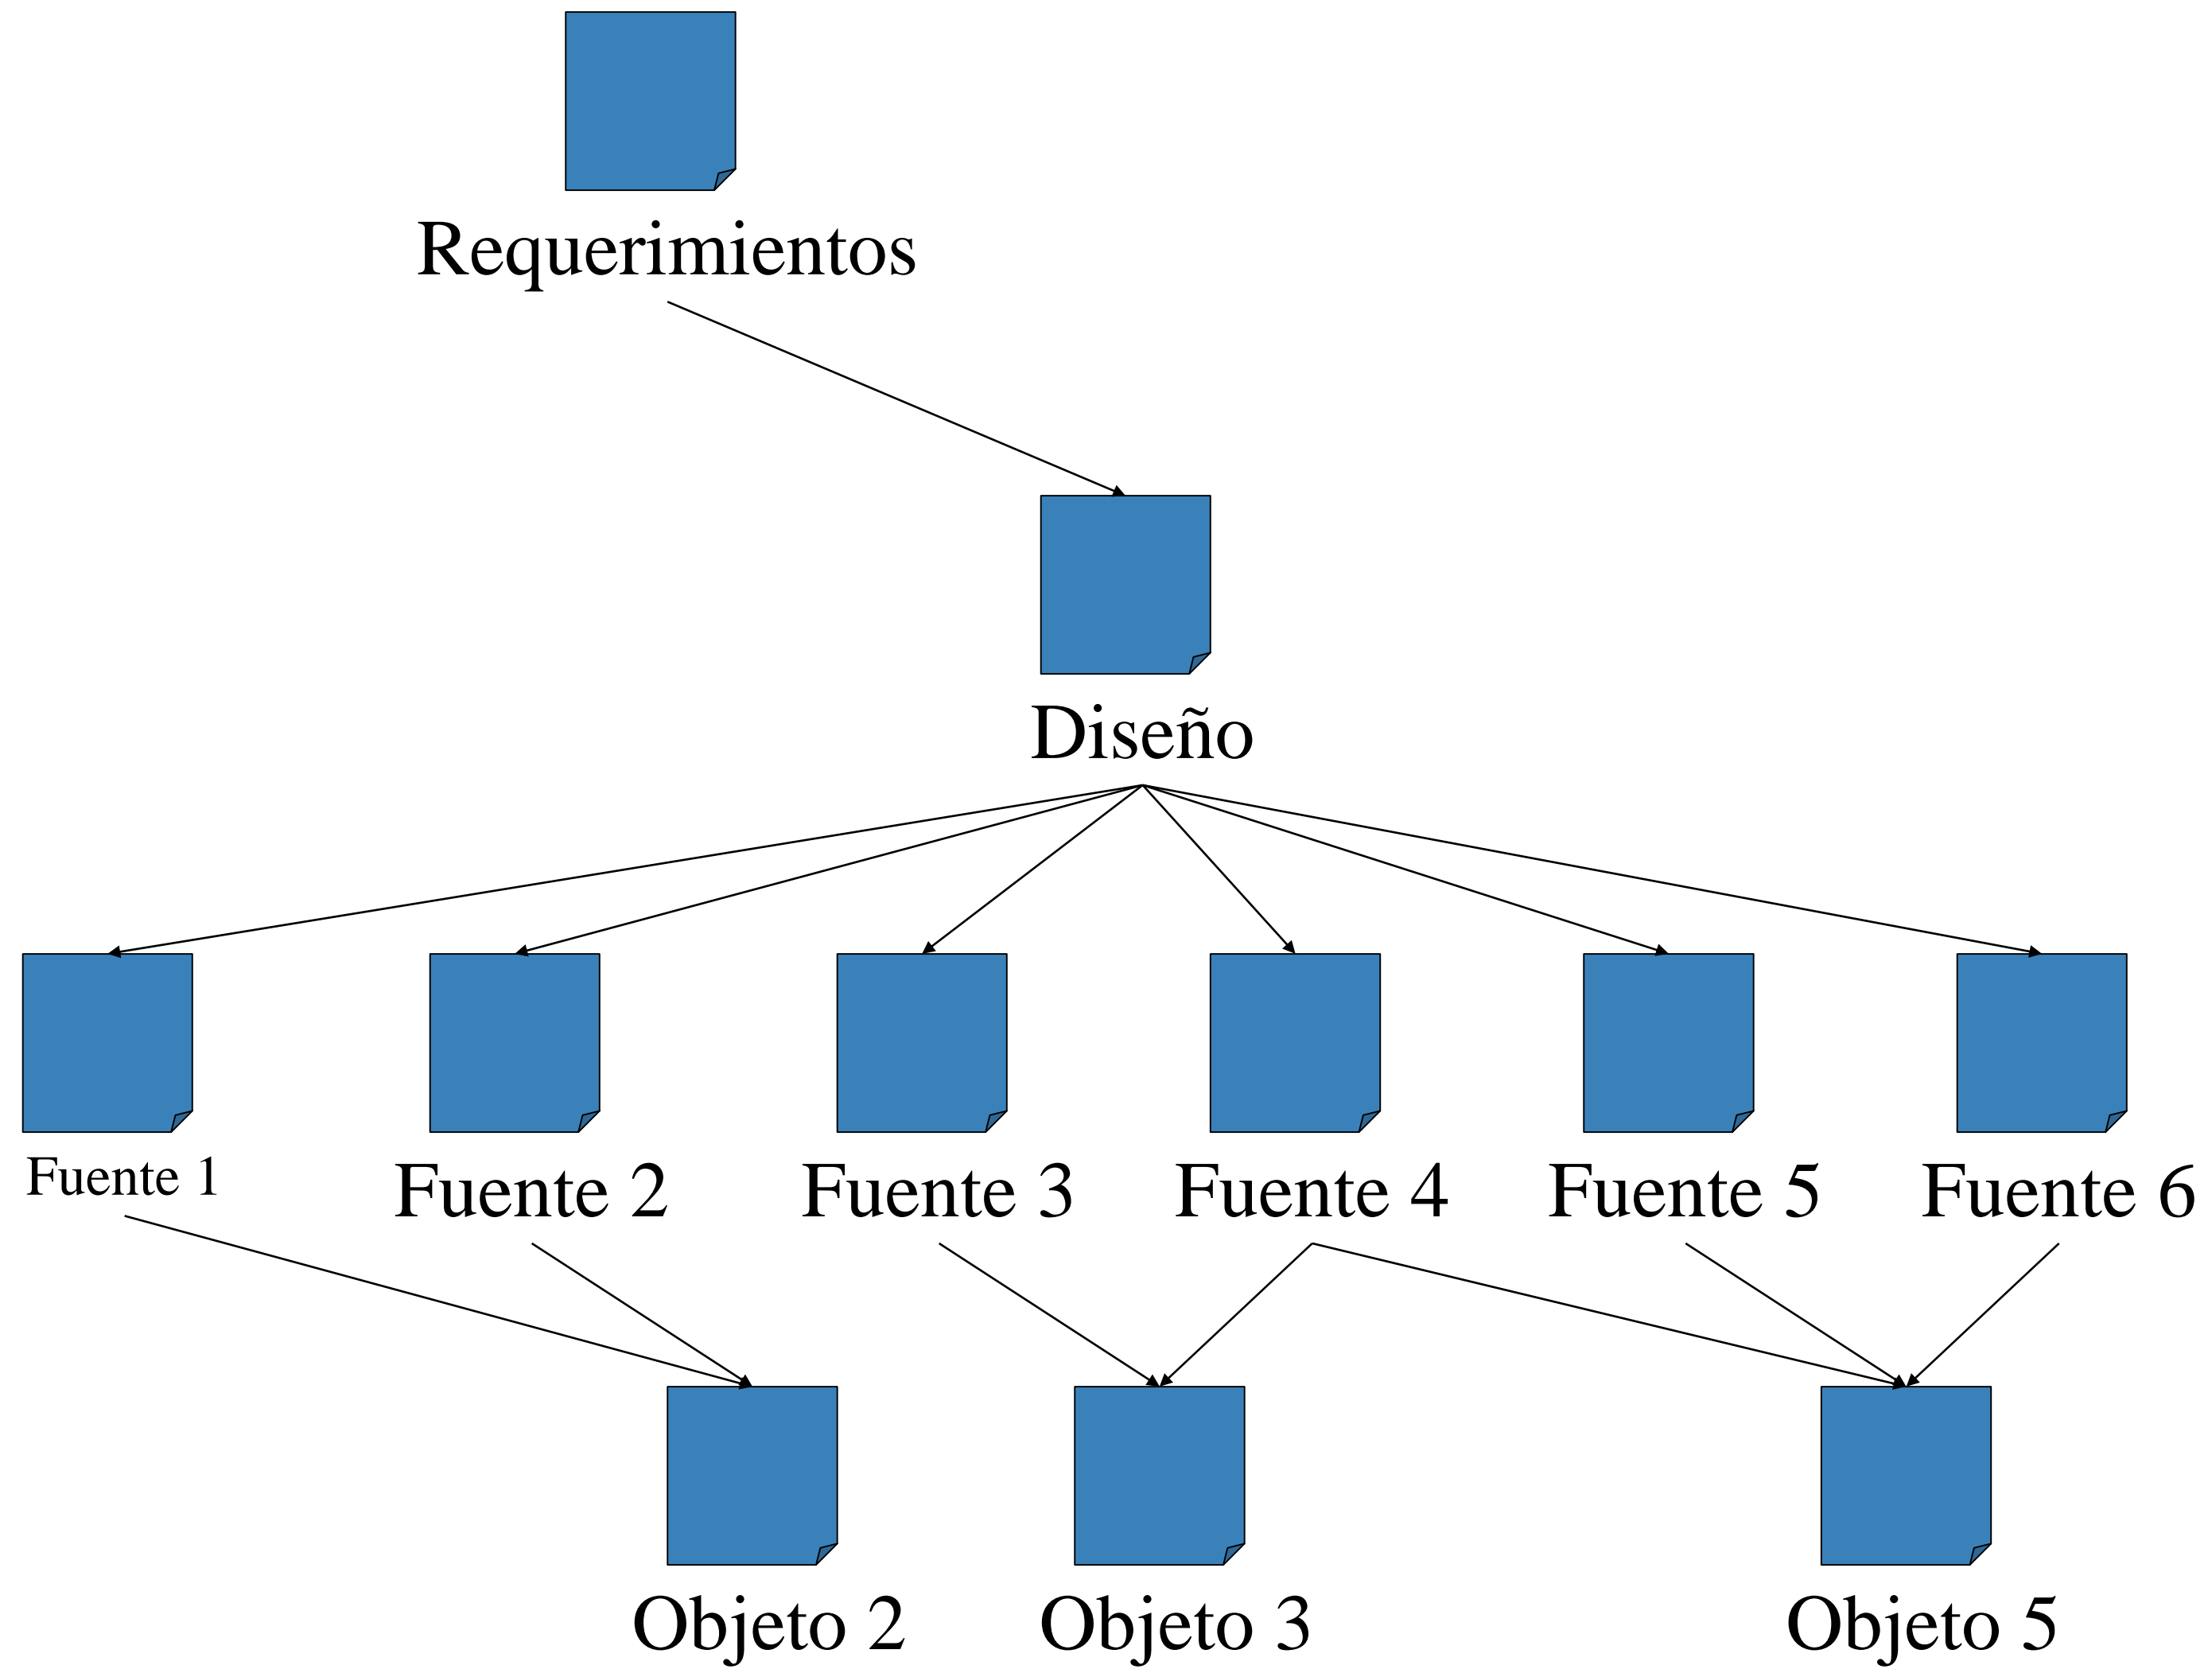 Requerimientos
Diseño
Fuente 1
Fuente 2
Fuente 3
Fuente 4
Fuente 5
Fuente 6
Objeto 2
Objeto 3
Objeto 5